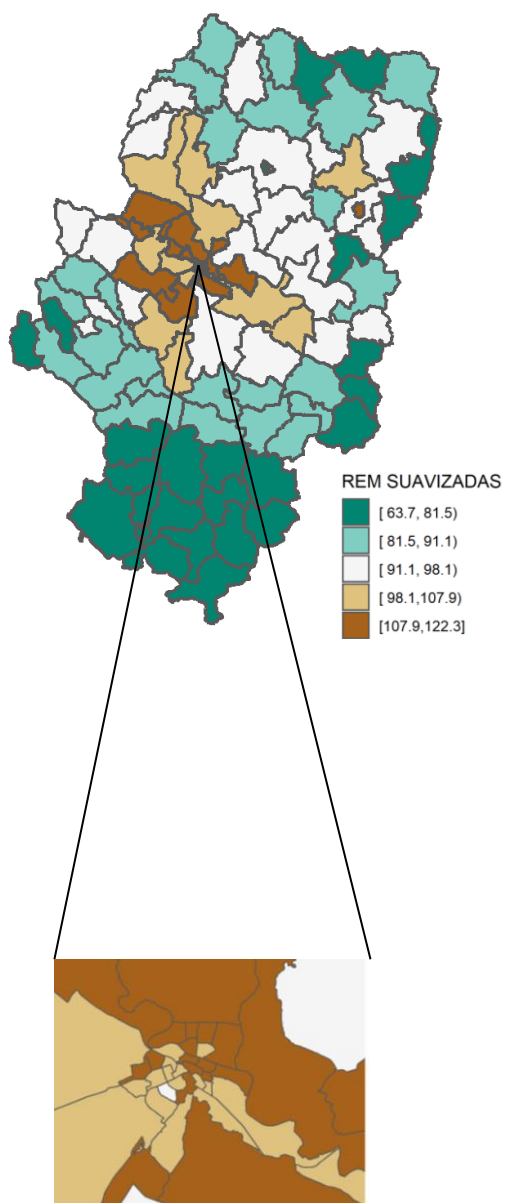 REM SUAVIZADAS
[ 63.7, 81.5)
[ 81.5, 91.1)
[ 91.1, 98.1)
[ 98.1,107.9)
[107.9,122.3]